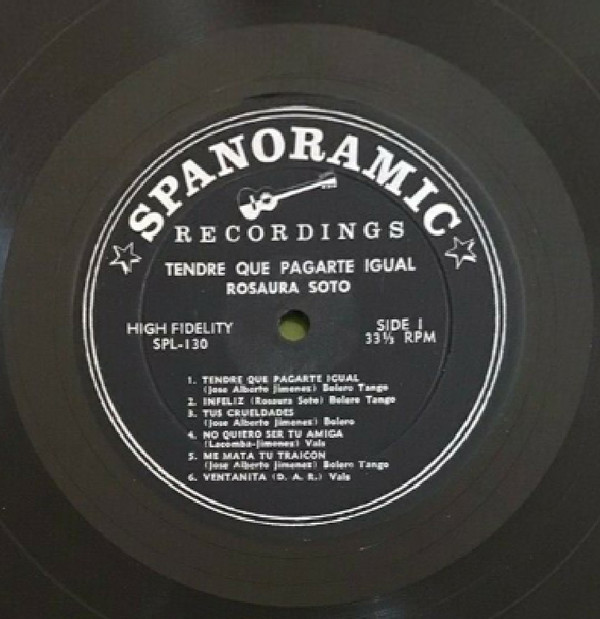 SPANORAMIC
RECORDINGS
TENDRE QUE PAGARTE IGUAL
ROSAURA SOTO
HIGH FIDELITY
SPL-130
SIDE 1
33⅓ RPM
1. TENDRE QUE PAGARTE IGUAL
(Jose Alberto Jimenez) Bolero Tango
2. INFELIZ (Rosaura Soto) Bolero Tango
3. TUS CRUELDADES
(Jose Alberto Jimenez) Bolero
4. NO QUIERO SER TU AMIGA
(Lacomba-Jimenez) Vals
5. ME MATA TU TRAICON
(Jose Alberto Jimenez) Bolero Tango
6. VENTANITA (D. A. R.) Vals